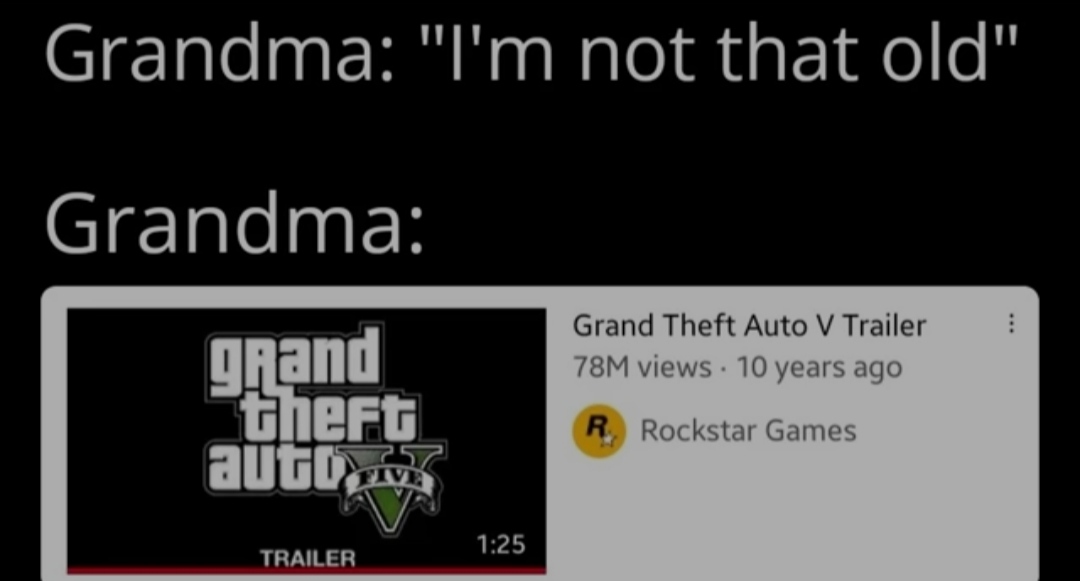 Grandma: "I'm not that old"
Grandma:
grand
theft
auto V
FIVE
TRAILER
1:25
Grand Theft Auto V Trailer
78M views · 10 years ago
R
Rockstar Games